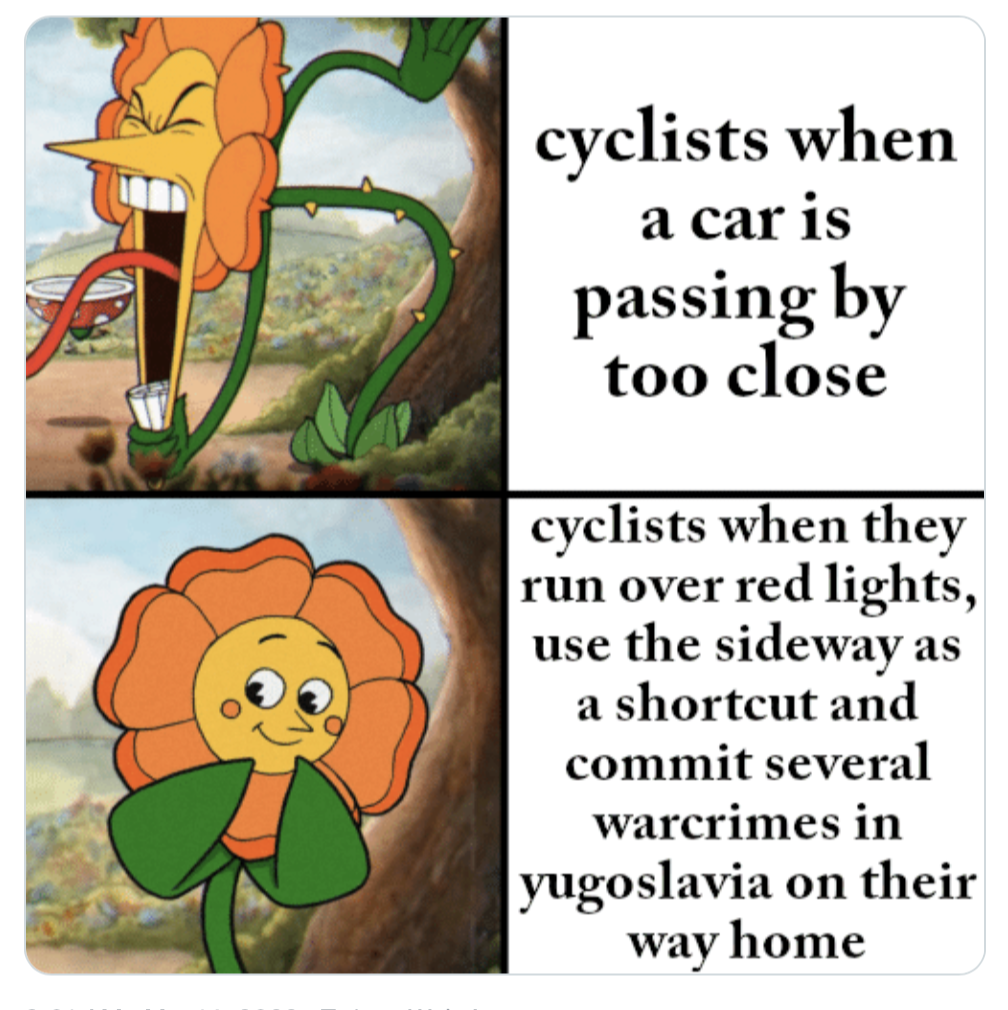 cyclists when
a car is
passing by
too close
cyclists when they
run over red lights,
use the sideway as
a shortcut and
commit several
warcrimes in
yugoslavia on their
way home